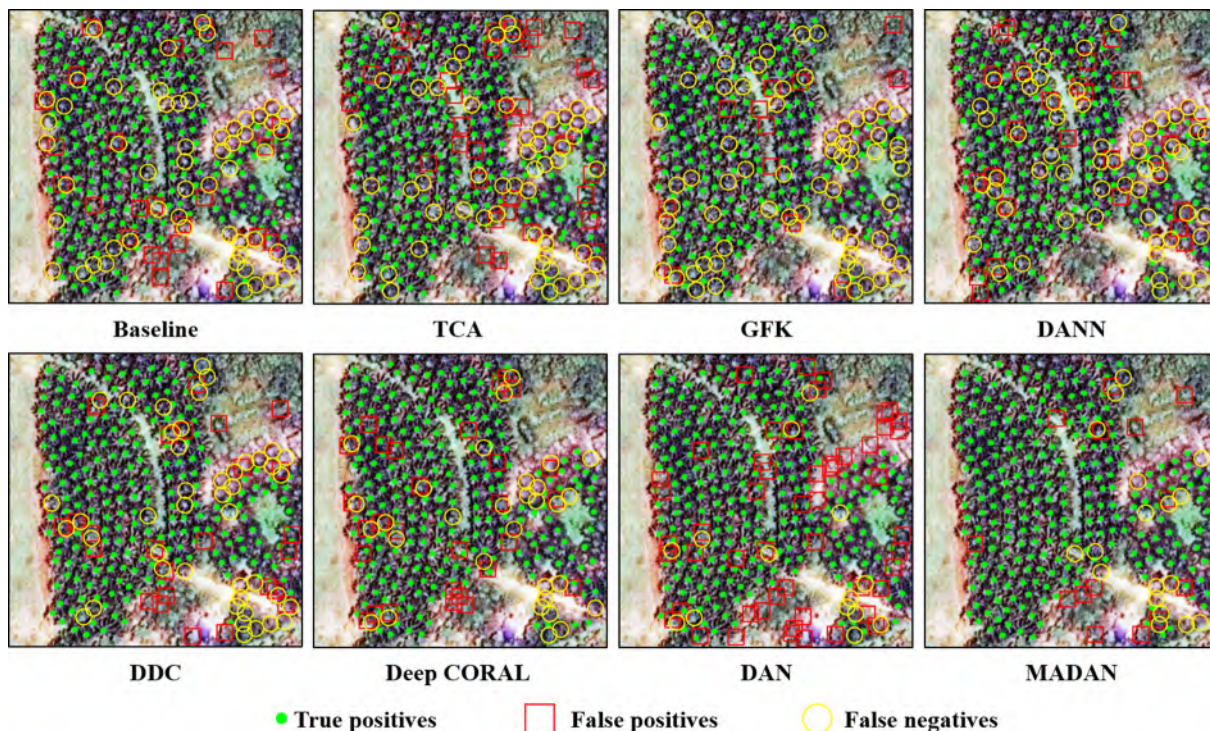 Baseline TCA GFK DANN
DDC Deep CORAL DAN MADAN
True positives False positives False negatives